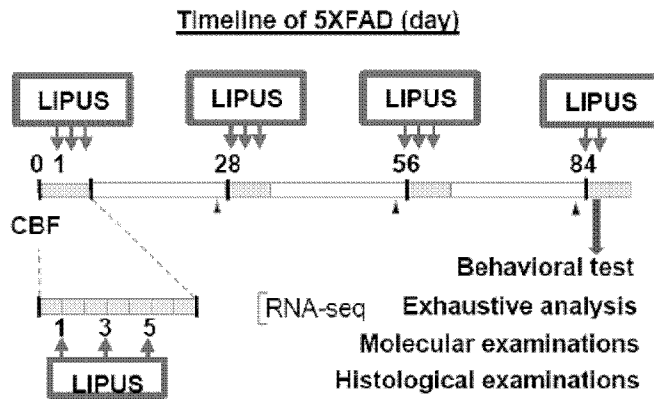 Timeline of 5XFAD (day)
LIPUS LIPUS LIPUS LIPUS
0 1 28 56 84
CBF
Behavioral test
RNA-seq Exhaustive analysis
1 3 5
Molecular examinations
LIPUS
Histological examinations